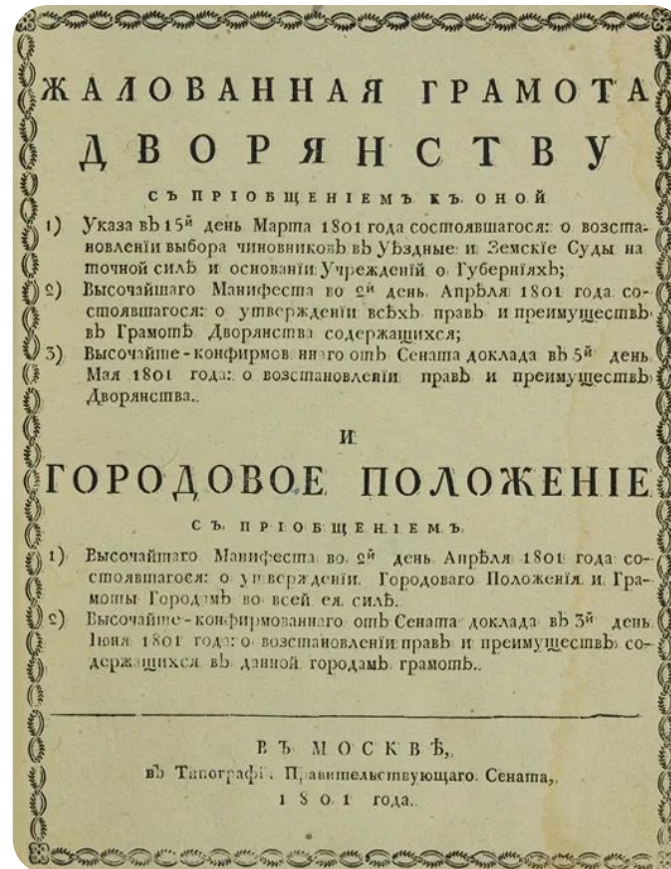 ЖАЛОВАННАЯ ГРАМОТА
ДВОРЯНСТВУ
СЪ ПРІОБЩЕНІЕМЪ КЪ ОНОЙ
1) Указа въ 15й день Марта 1801 года состоявшагося: о возста-
новленіи выбора чиновниковъ въ Уѣздные и Земскіе Суды на
точной силѣ и основаніи Учрежденій о Губерніяхъ;
2) Высочайшаго Манифеста во 2й день Апрѣля 1801 года со-
стоявшагося: о утвержденіи всѣхъ правъ и преимуществъ
въ Грамотѣ Дворянства содержащихся;
3) Высочайше-конфирмов ннаго отъ Сената доклада въ 5й день
Мая 1801 года: о возстановленіи правъ и преимуществъ
Дворянства..
И
ГОРОДОВОЕ ПОЛОЖЕНІЕ
СЪ ПРІОБЩЕНІЕМЪ
1) Высочайшаго Манифеста во 2й день Апрѣля 1801 года со-
стоявшагося: о утвержденіи Городоваго Положенія и Гра-
моты Городамъ во всей ея силѣ.
2) Высочайше-конфирмованнаго отъ Сената доклада въ 3й день
Іюня 1801 года: о возстановленіи правъ и преимуществъ со-
держащихся въ данной городамъ грамотѣ..
ВЪ МОСКВѢ,
въ Типографіи Правительствующаго Сената,
1801 года.